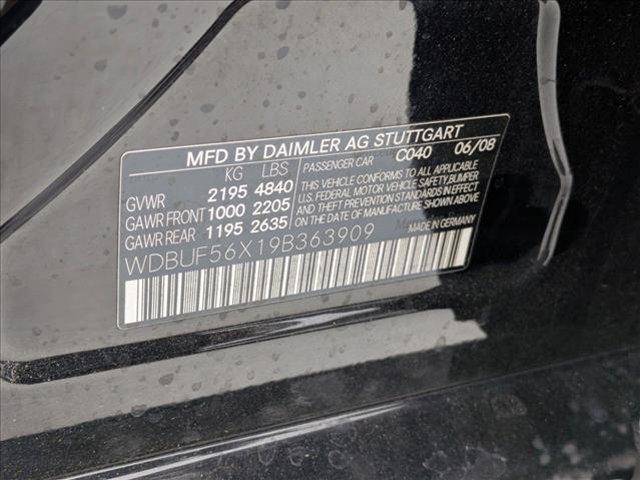 MFD BY DAIMLER AG STUTTGART
KG LBS PASSENGER CAR C040 06/08
GVWR 2195 4840
GAWR FRONT 1000 2205
GAWR REAR 1195 2635
THIS VEHICLE CONFORMS TO ALL APPLICABLE
U.S. FEDERAL MOTOR VEHICLE SAFETY, BUMPER
AND THEFT PREVENTION STANDARDS IN EFFECT
ON THE DATE OF MANUFACTURE SHOWN ABOVE
WDBUF56X19B363909
MADE IN GERMANY